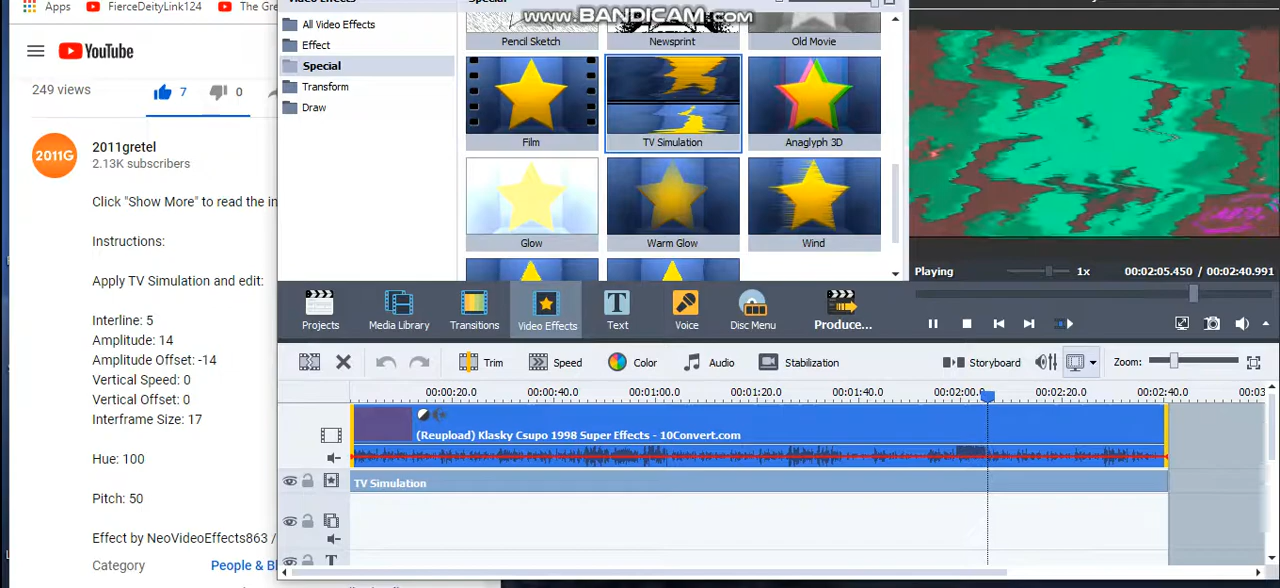 Apps FierceDeityLink124 The Gre
YouTube
249 views 7 0
2011G 2011gretel
2.13K subscribers
Click "Show More" to read the in
Instructions:
Apply TV Simulation and edit:
Interline: 5
Amplitude: 14
Amplitude Offset: -14
Vertical Speed: 0
Vertical Offset: 0
Interframe Size: 17
Hue: 100
Pitch: 50
Effect by NeoVideoEffects863 /
Category People & Bl
www.BANDICAM.com
Video Effects
All Video Effects
Effect
Special
Transform
Draw
Special
Pencil Sketch Newsprint Old Movie
Film TV Simulation Anaglyph 3D
Glow Warm Glow Wind
Playing 1x 00:02:05.450 / 00:02:40.991
Projects Media Library Transitions Video Effects Text Voice Disc Menu Produce...
Trim Speed Color Audio Stabilization Storyboard Zoom:
00:00:20.0 00:00:40.0 00:01:00.0 00:01:20.0 00:01:40.0 00:02:00.0 00:02:20.0 00:02:40.0 00:03
(Reupload) Klasky Csupo 1998 Super Effects - 10Convert.com
TV Simulation
T